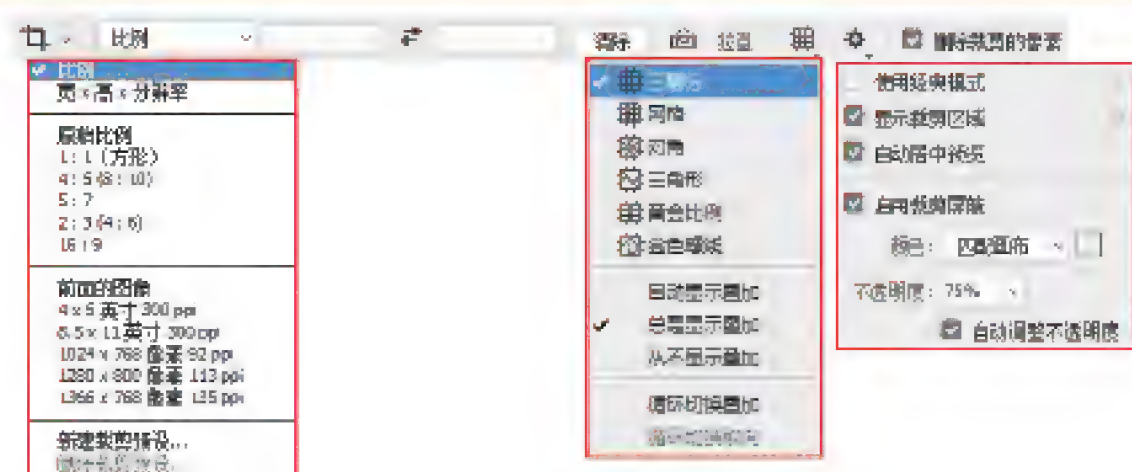 比例 清除 拉直 删除裁剪的像素
比例
宽 x 高 x 分辨率
原始比例
1 : 1 (方形)
4 : 5 (8 : 10)
5 : 7
2 : 3 (4 : 6)
16 : 9
前面的图像
4 x 5 英寸 300 ppi
8.5 x 11 英寸 300 ppi
1024 x 768 像素 92 ppi
1280 x 800 像素 113 ppi
1366 x 768 像素 135 ppi
新建裁剪预设...
三等分
网格
对角
三角形
黄金比例
金色螺线
自动显示叠加
总是显示叠加
从不显示叠加
循环切换叠加
使用经典模式
显示裁剪区域
自动居中预览
启用裁剪屏蔽
颜色: 匹配画布
不透明度: 75%
自动调整不透明度